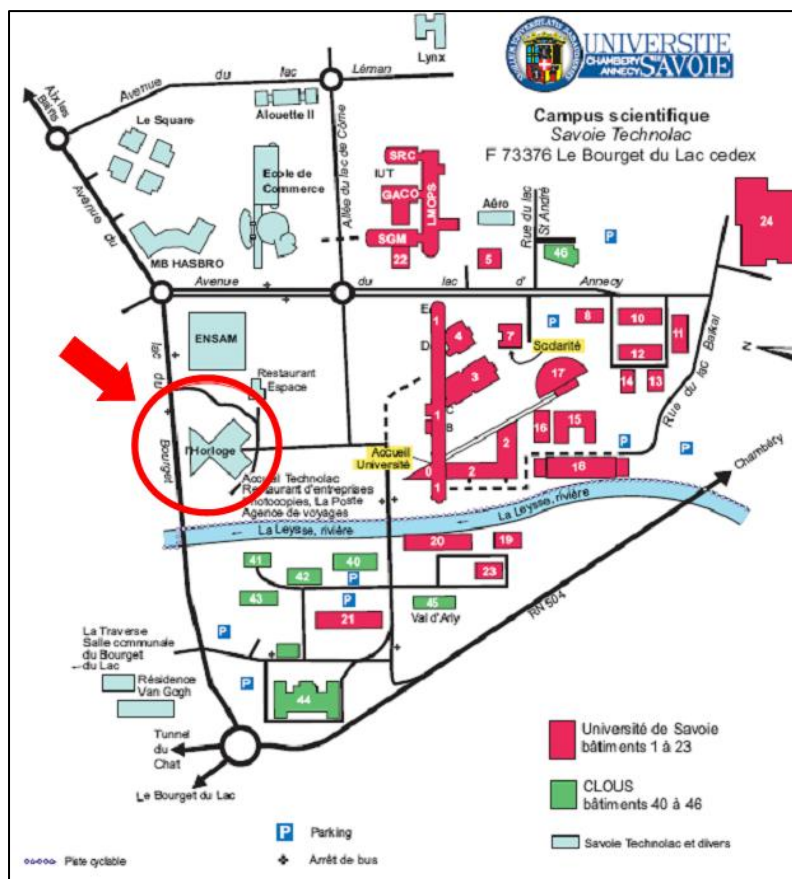 UNIVERSITE
CHAMBERY
ANNECY
SAVOIE
Campus scientifique
Savoie Technolac
F 73376 Le Bourget du Lac cedex
Lynx
Avenue du lac Léman
Aix les
Bains
Le Square
Alouette II
Ecole de
Commerce
Allée du lac de Côme
SRC
IUT
GACO
LMOPS
SGM
22
Aéro
5
Rue du lac
St André
46
P
24
Avenue du
MB HASBRO
Avenue du lac d' Annecy
ENSAM
E
1
D
4
7
P
8
10
11
12
Scolarité
17
14
13
Rue du lac Baïkal
N
lac du Bourget
Restaurant
Espace
3
1
C
B
2
16
15
P
P
l'Horloge
Accueil
Université
0
2
18
1
Chambéry
Accueil Technolac
Restaurant d'entreprises
Photocopies, La Poste
Agence de voyages
La Leysse, rivière
La Leysse, rivière
20
19
41
42
40
P
23
43
P
21
45
Val d'Arly
RN 504
La Traverse
Salle communale
du Bourget
du Lac
P
Résidence
Van Gogh
P
44
Tunnel
du
Chat
Le Bourget du Lac
Université de Savoie
bâtiments 1 à 23
CLOUS
bâtiments 40 à 46
Savoie Technolac et divers
P Parking
Arrêt de bus
Piste cyclable